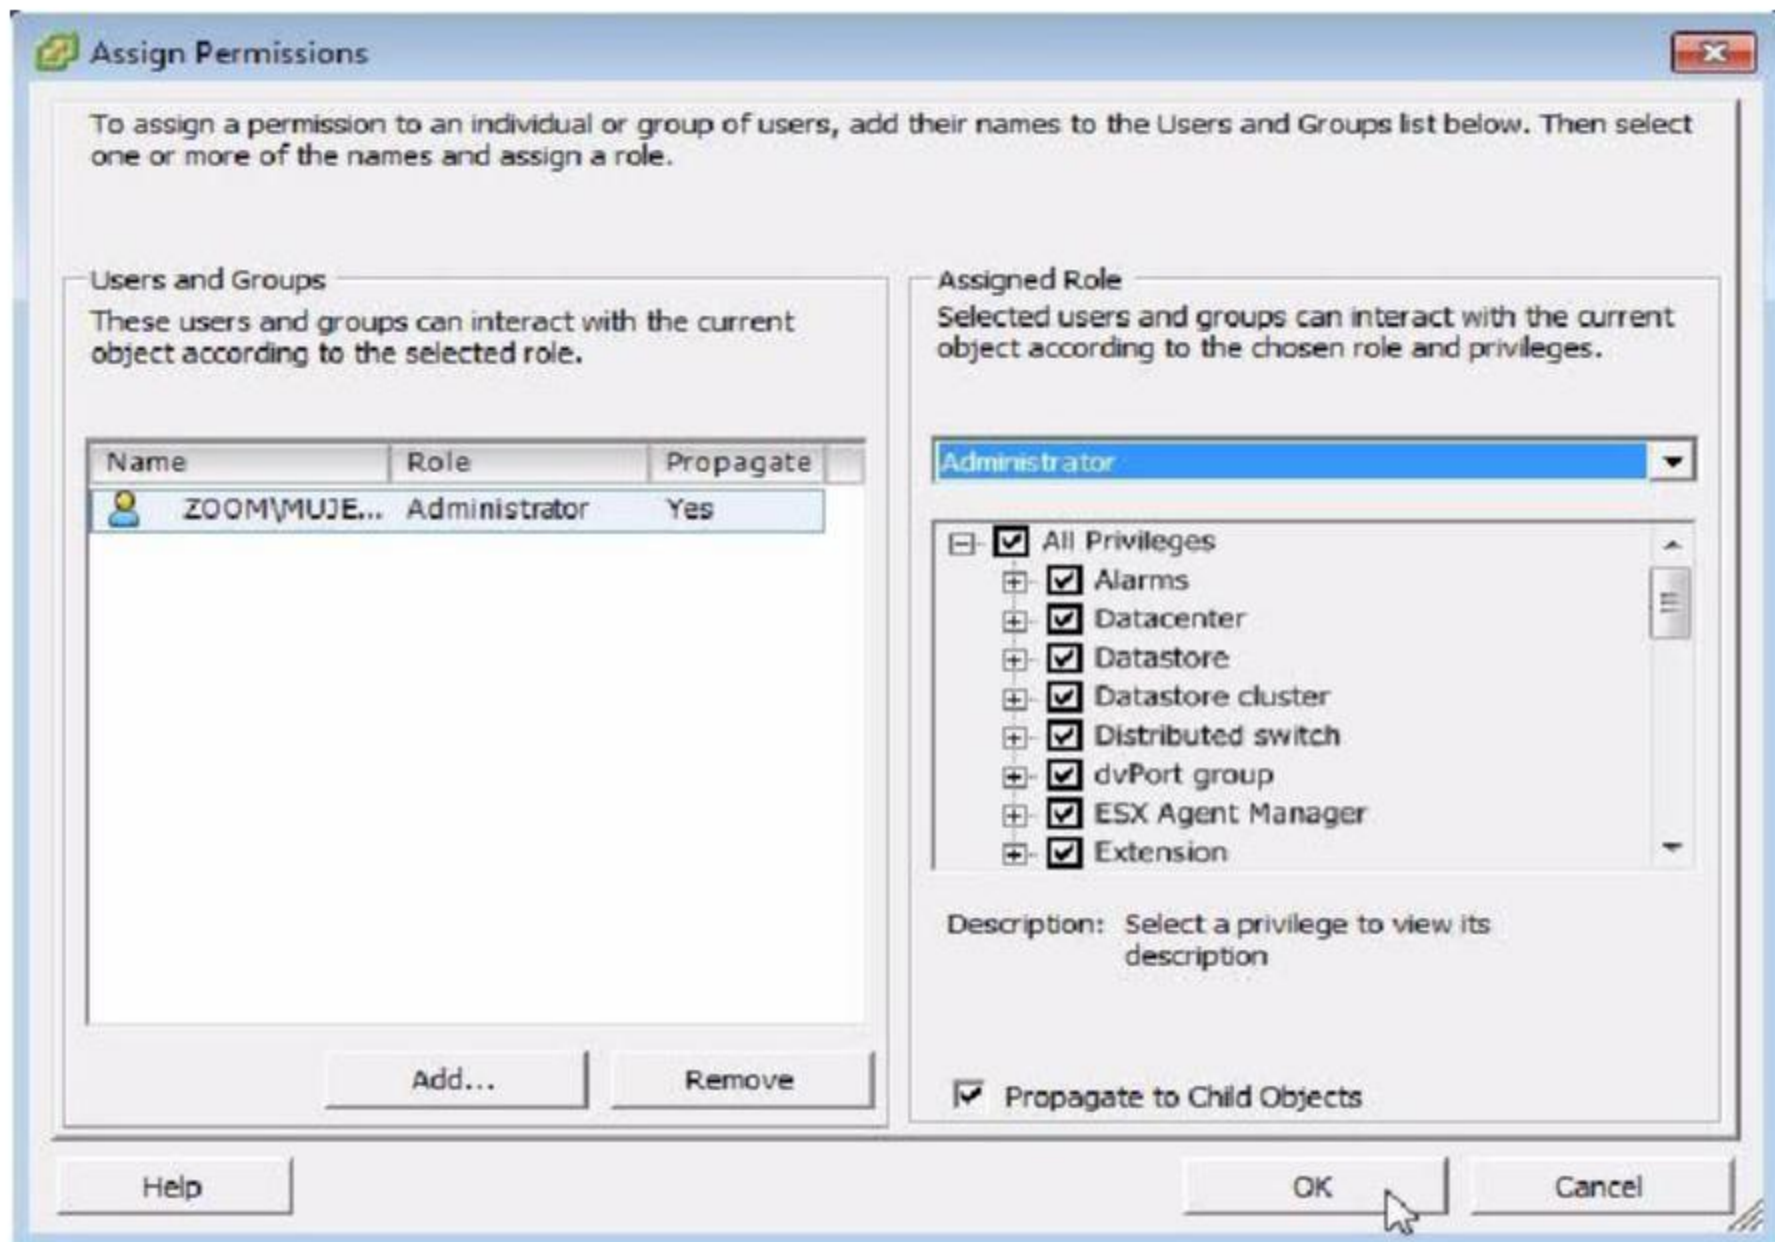 Assign Permissions
To assign a permission to an individual or group of users, add their names to the Users and Groups list below. Then select
one or more of the names and assign a role.
Users and Groups
These users and groups can interact with the current
object according to the selected role.
Name Role Propagate
ZOOM\MUJE... Administrator Yes
Add...
Remove
Assigned Role
Selected users and groups can interact with the current
object according to the chosen role and privileges.
Administrator
All Privileges
Alarms
Datacenter
Datastore
Datastore cluster
Distributed switch
dvPort group
ESX Agent Manager
Extension
Description: Select a privilege to view its
description
Propagate to Child Objects
Help
OK
Cancel